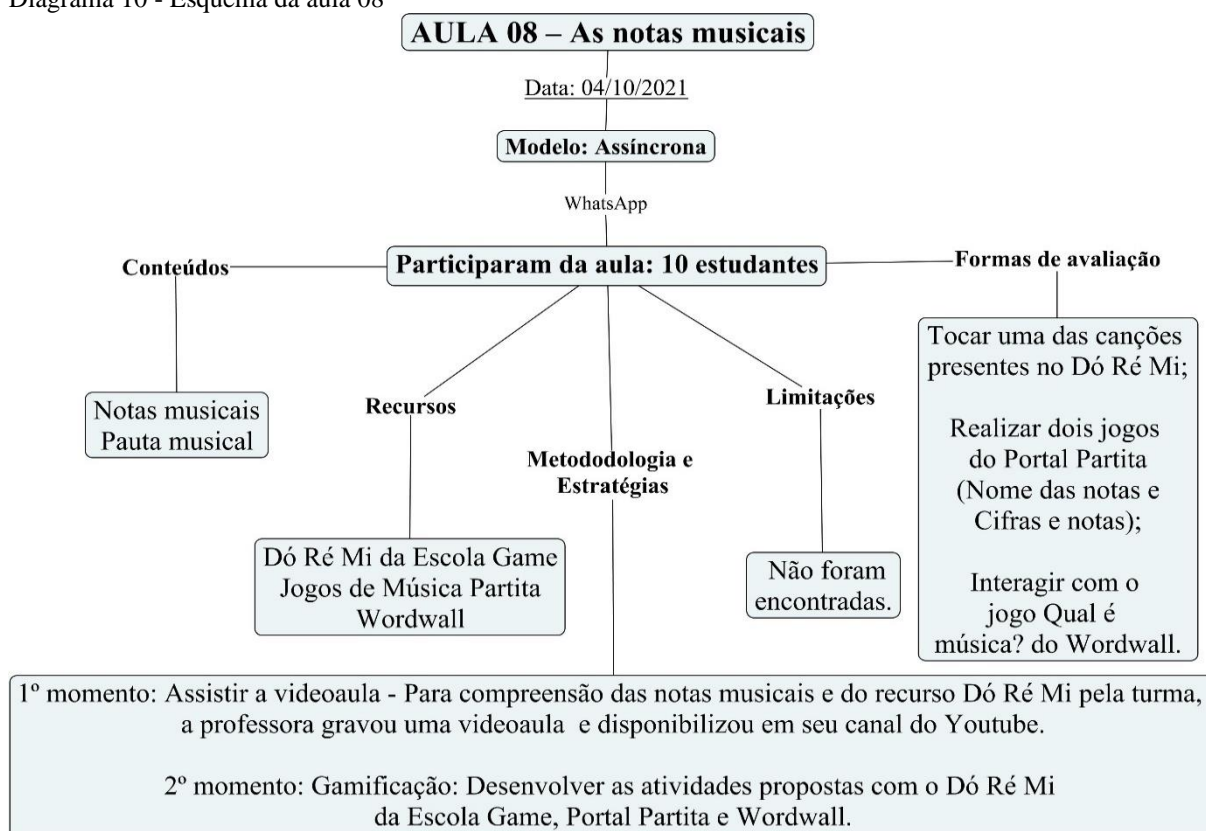 Diagrama 10 - Esquema da aula 08
AULA 08 – As notas musicais
Data: 04/10/2021
Modelo: Assíncrona
WhatsApp
Participaram da aula: 10 estudantes
Conteúdos
Notas musicais
Pauta musical
Recursos
Dó Ré Mi da Escola Game
Jogos de Música Partita
Wordwall
Metododologia e
Estratégias
Limitações
Não foram
encontradas.
Formas de avaliação
Tocar uma das canções
presentes no Dó Ré Mi;
Realizar dois jogos
do Portal Partita
(Nome das notas e
Cifras e notas);
Interagir com o
jogo Qual é
música? do Wordwall.
1º momento: Assistir a videoaula - Para compreensão das notas musicais e do recurso Dó Ré Mi pela turma,
a professora gravou uma videoaula e disponibilizou em seu canal do Youtube.
2º momento: Gamificação: Desenvolver as atividades propostas com o Dó Ré Mi
da Escola Game, Portal Partita e Wordwall.